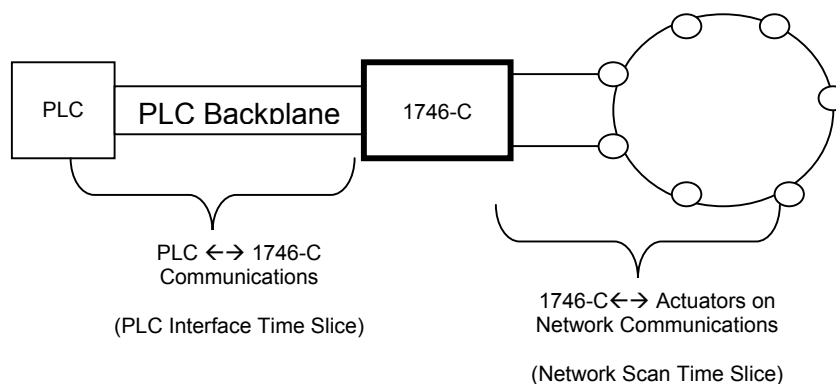 PLC
PLC Backplane
1746-C
PLC ←→ 1746-C
Communications
(PLC Interface Time Slice)
1746-C←→ Actuators on
Network Communications
(Network Scan Time Slice)